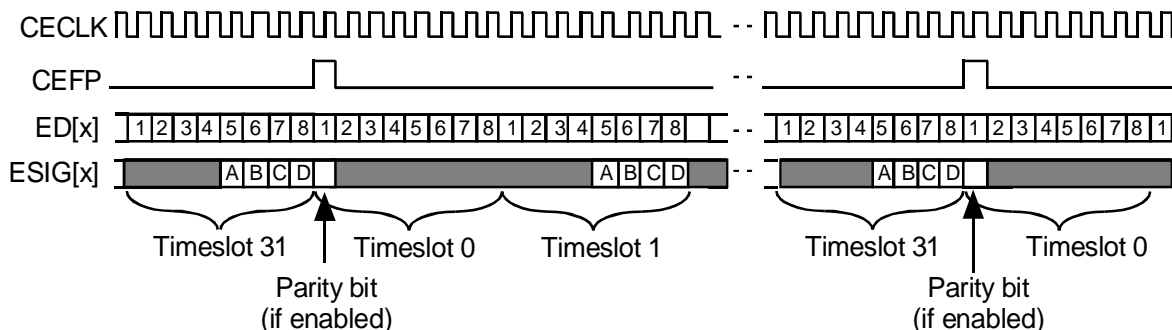 CECLK - -
CEFP - -
ED[x] 1 2 3 4 5 6 7 8 1 2 3 4 5 6 7 8 1 2 3 4 5 6 7 8 - - 1 2 3 4 5 6 7 8 1 2 3 4 5 6 7 8 1
ESIG[x] A B C D A B C D - - A B C D
Timeslot 31 Timeslot 0 Timeslot 1 Timeslot 31 Timeslot 0
Parity bit Parity bit
(if enabled) (if enabled)